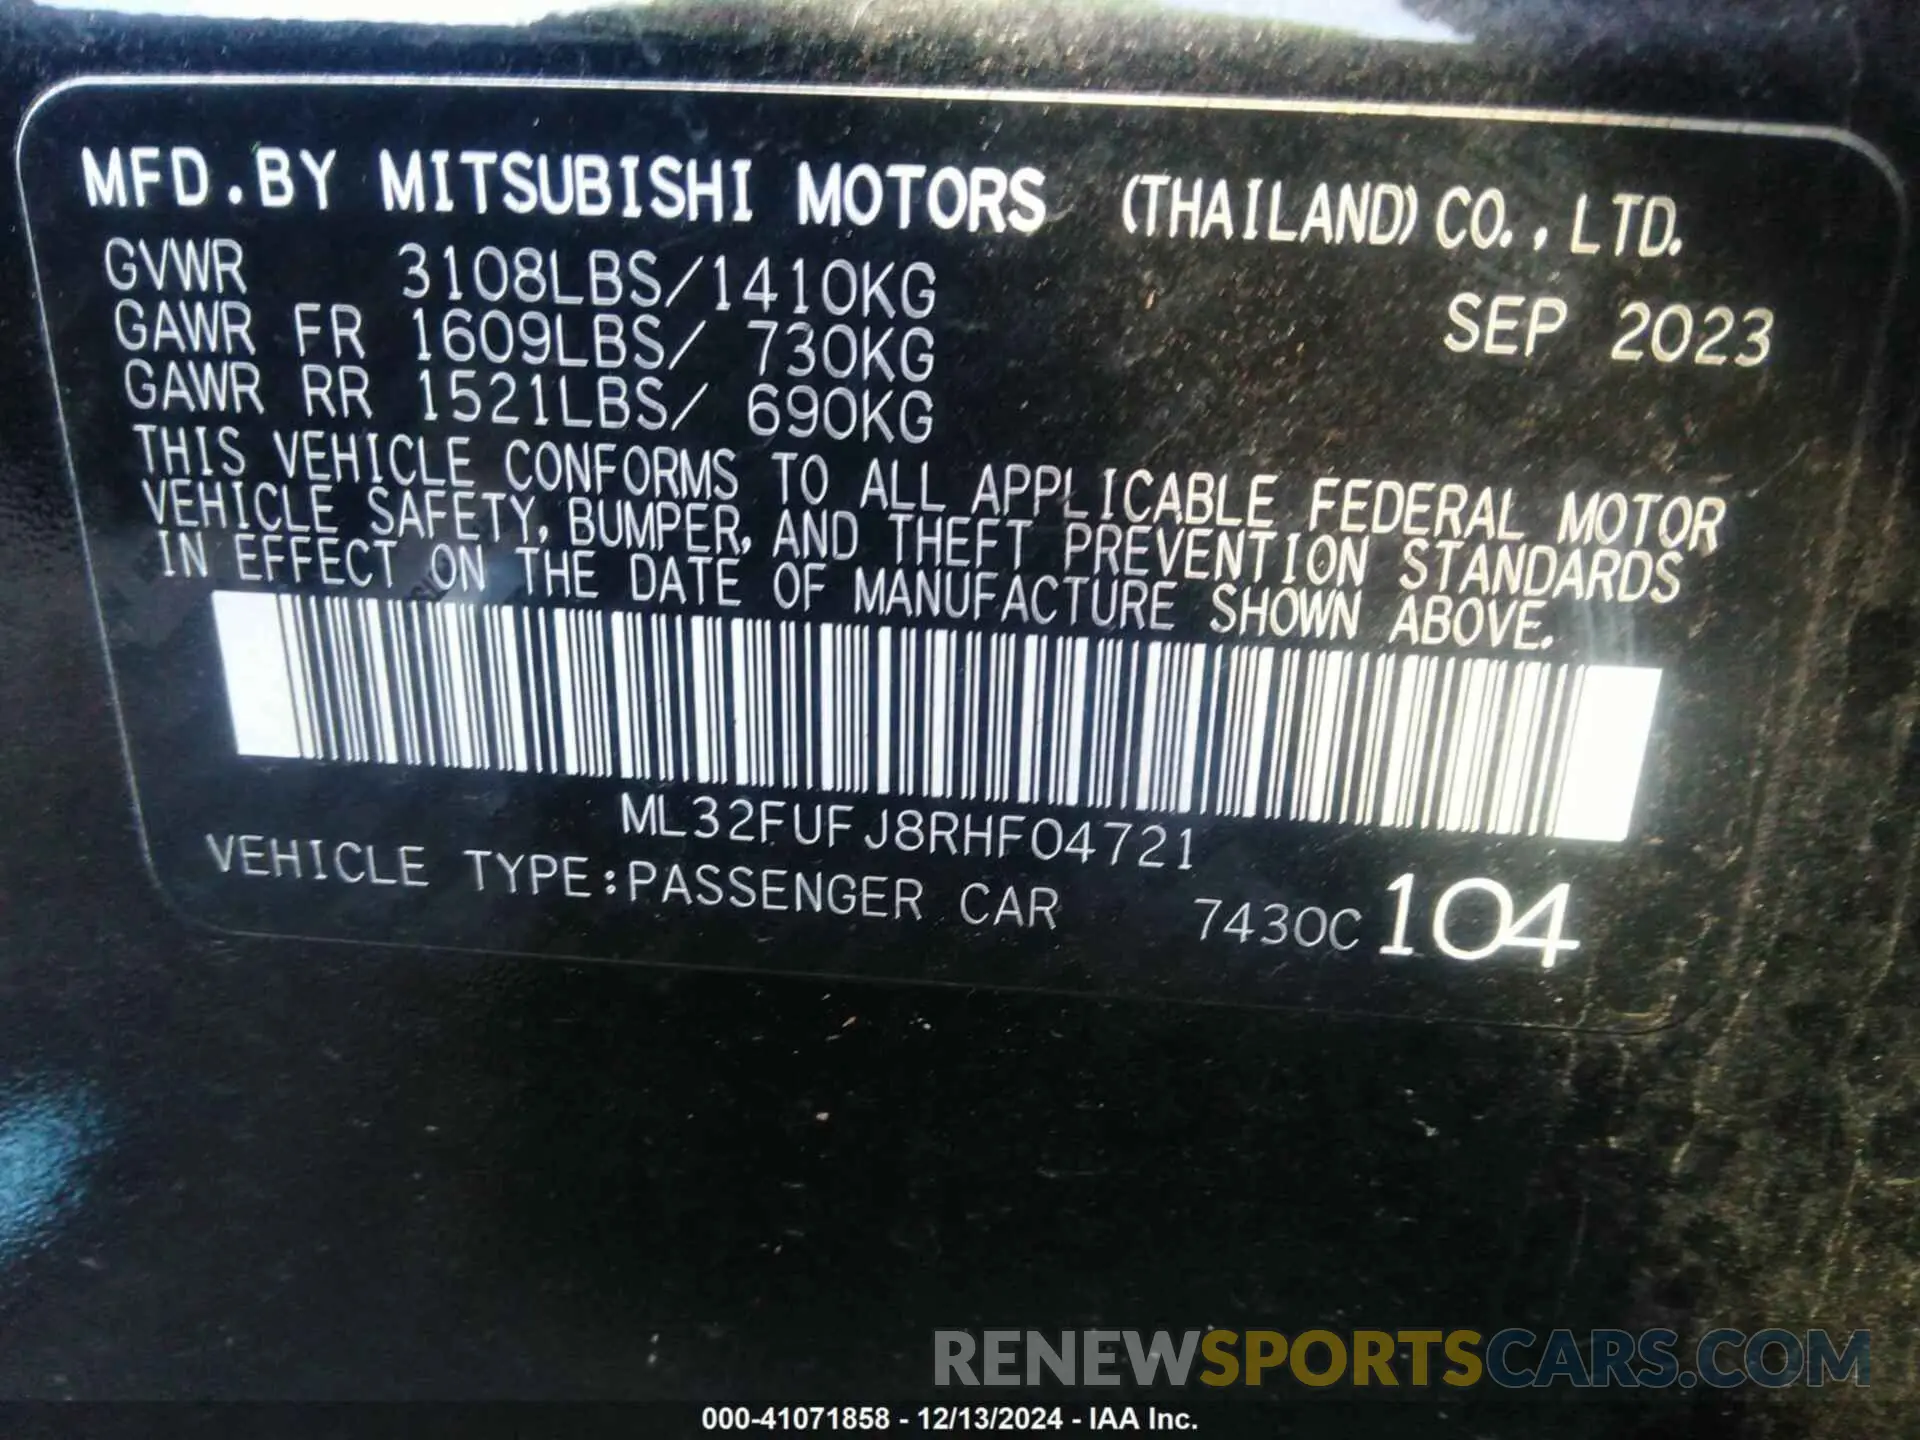 MFD.BY MITSUBISHI MOTORS (THAILAND) CO., LTD.
GVWR 3108LBS/1410KG SEP 2023
GAWR FR 1609LBS/ 730KG
GAWR RR 1521LBS/ 690KG
THIS VEHICLE CONFORMS TO ALL APPLICABLE FEDERAL MOTOR
VEHICLE SAFETY, BUMPER, AND THEFT PREVENTION STANDARDS
IN EFFECT ON THE DATE OF MANUFACTURE SHOWN ABOVE.
ML32FUFJ8RHF04721
VEHICLE TYPE:PASSENGER CAR 7430C 104
RENEWSPORTSCARS.COM
000-41071858 - 12/13/2024 - IAA Inc.